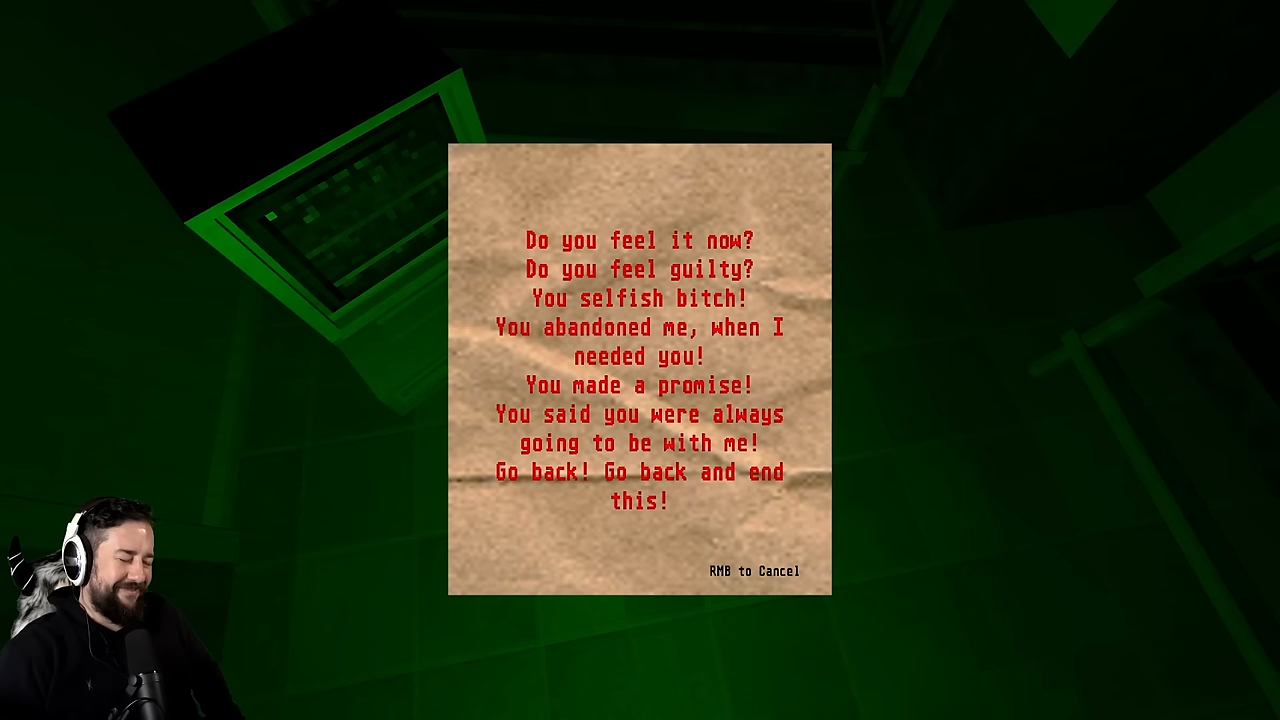 Do you feel it now?
Do you feel guilty?
You selfish bitch!
You abandoned me, when I
needed you!
You made a promise!
You said you were always
going to be with me!
Go back! Go back and end
this!
RMB to Cancel